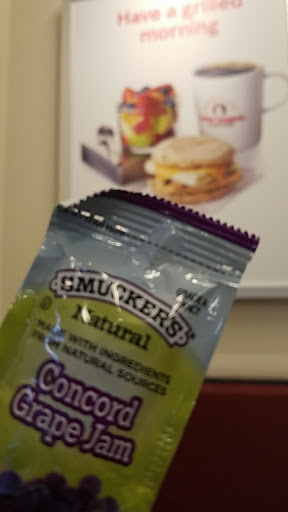 Have a grilled
morning
SMUCKER'S
Natural
MADE WITH INGREDIENTS
FROM NATURAL SOURCES
Concord
Grape Jam